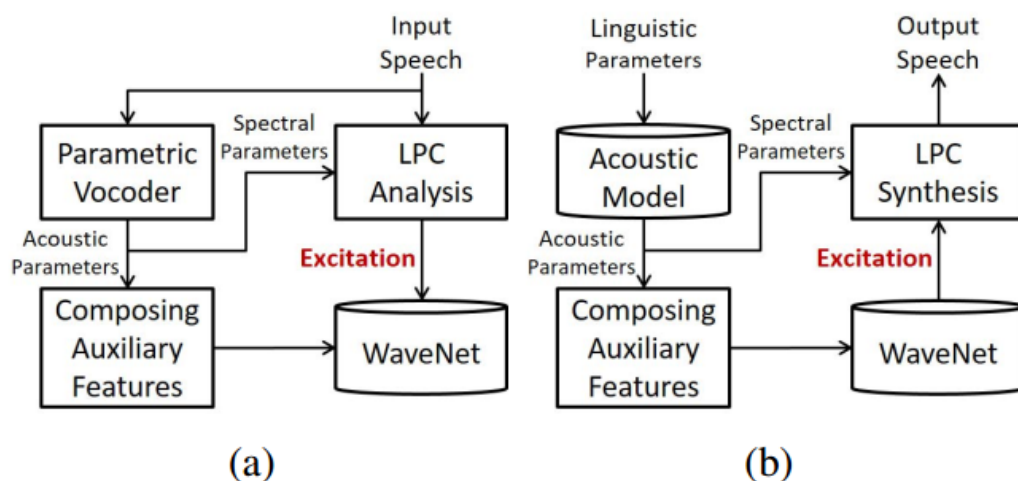 Input
Speech
Parametric
Vocoder
Spectral
Parameters
LPC
Analysis
Acoustic
Parameters
Excitation
Composing
Auxiliary
Features
WaveNet
(a)
Linguistic
Parameters
Output
Speech
Acoustic
Model
Spectral
Parameters
LPC
Synthesis
Acoustic
Parameters
Excitation
Composing
Auxiliary
Features
WaveNet
(b)